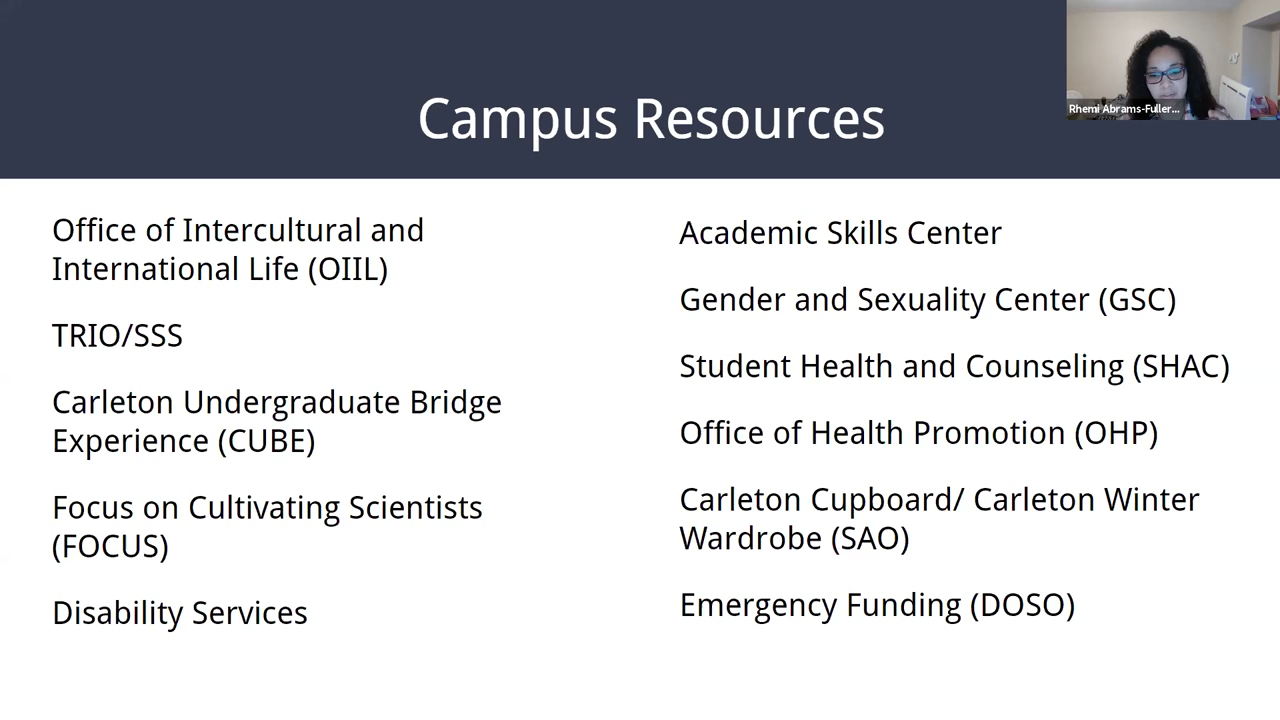 Campus Resources
Rhemi Abrams-Fuller...
Office of Intercultural and
International Life (OIIL)
TRIO/SSS
Carleton Undergraduate Bridge
Experience (CUBE)
Focus on Cultivating Scientists
(FOCUS)
Disability Services
Academic Skills Center
Gender and Sexuality Center (GSC)
Student Health and Counseling (SHAC)
Office of Health Promotion (OHP)
Carleton Cupboard/ Carleton Winter
Wardrobe (SAO)
Emergency Funding (DOSO)